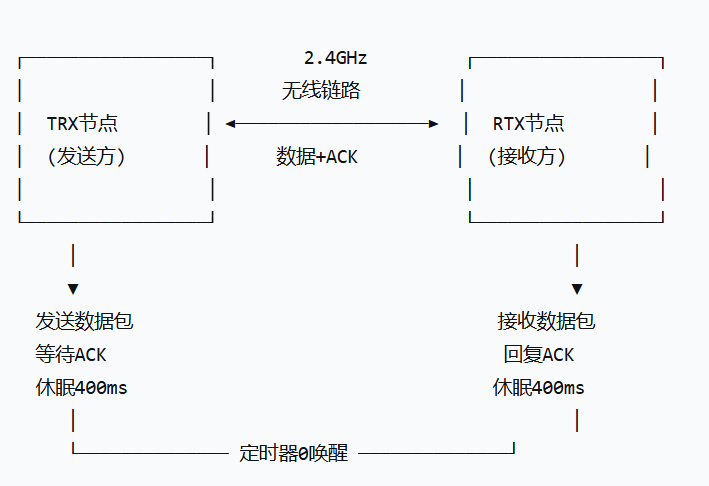 2.4GHz
无线链路
TRX节点 RTX节点
(发送方) 数据+ACK (接收方)
发送数据包 接收数据包
等待ACK 回复ACK
休眠400ms 休眠400ms
定时器0唤醒